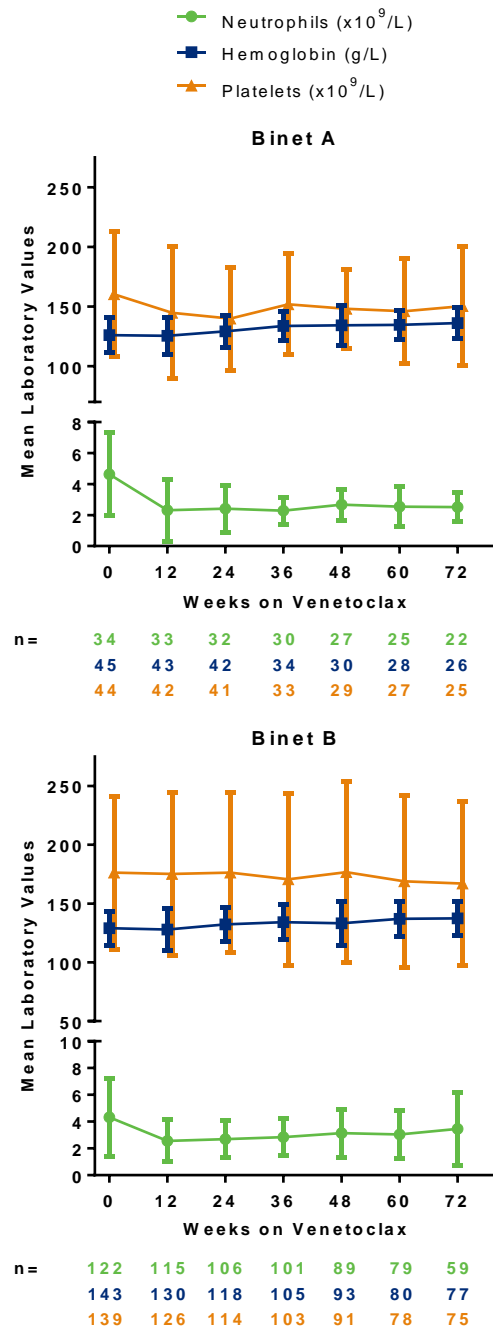 Neutrophils (x10⁹/L)
Hemoglobin (g/L)
Platelets (x10⁹/L)
Binet A
Mean Laboratory Values
250
200
150
100
8
6
4
2
0
0 12 24 36 48 60 72
Weeks on Venetoclax
n= 34 33 32 30 27 25 22
45 43 42 34 30 28 26
44 42 41 33 29 27 25
Binet B
Mean Laboratory Values
250
200
150
100
50
10
8
6
4
2
0
0 12 24 36 48 60 72
Weeks on Venetoclax
n= 122 115 106 101 89 79 59
143 130 118 105 93 80 77
139 126 114 103 91 78 75